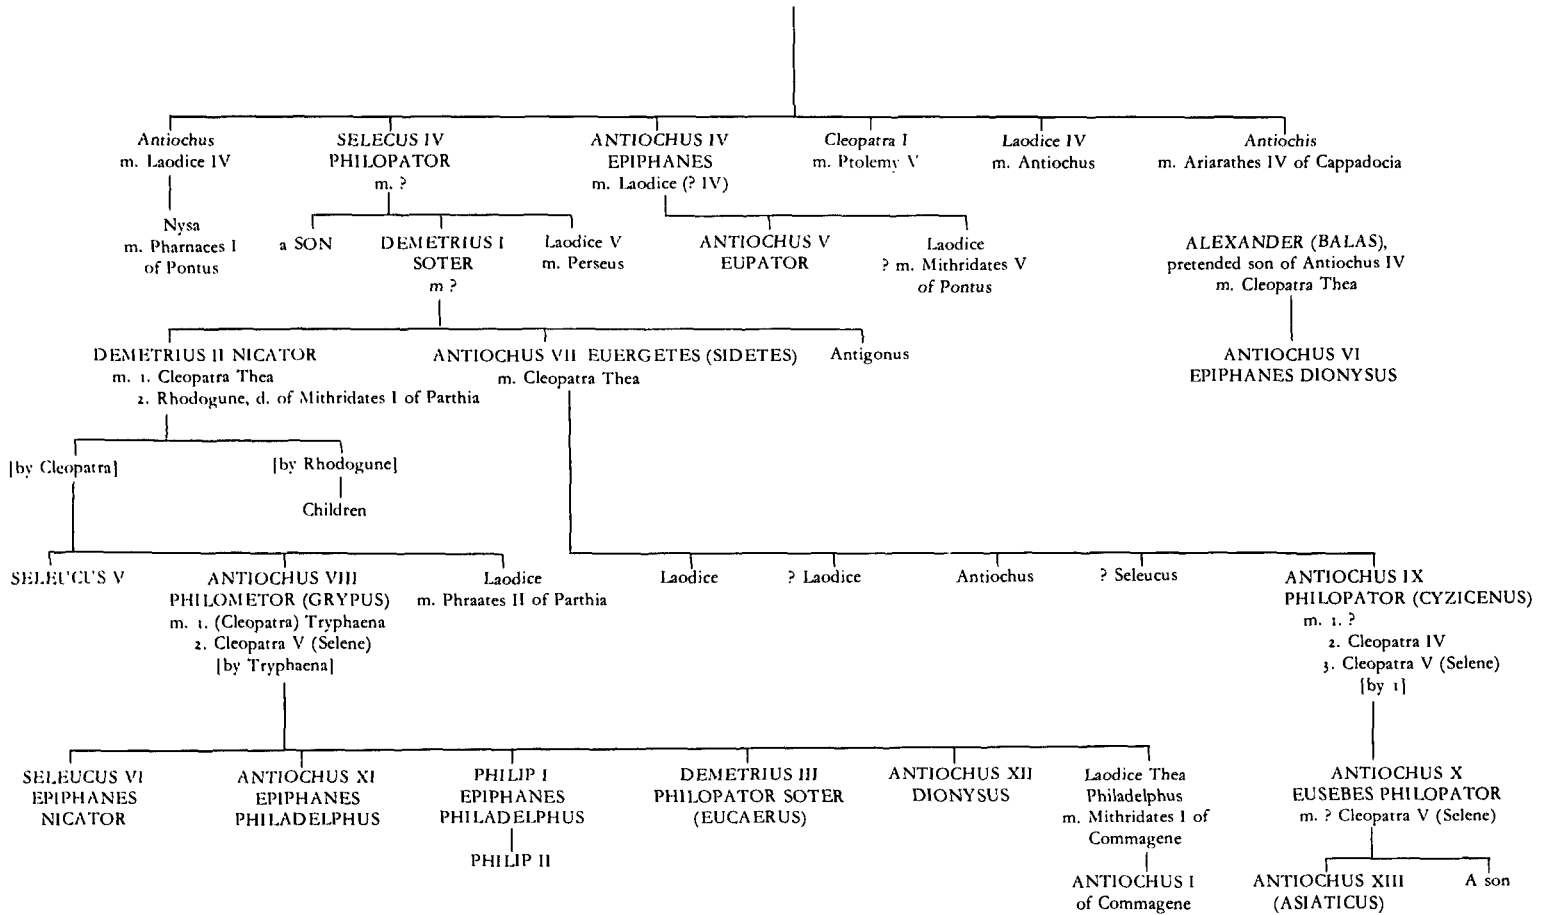 Antiochus
m. Laodice IV
SELECUS IV
PHILOPATOR
m. ?
ANTIOCHUS IV
EPIPHANES
m. Laodice (? IV)
Cleopatra I
m. Ptolemy V
Laodice IV
m. Antiochus
Antiochis
m. Ariarathes IV of Cappadocia
Nysa
m. Pharnaces I
of Pontus
a SON
DEMETRIUS I
SOTER
m ?
Laodice V
m. Perseus
ANTIOCHUS V
EUPATOR
Laodice
? m. Mithridates V
of Pontus
ALEXANDER (BALAS),
pretended son of Antiochus IV
m. Cleopatra Thea
DEMETRIUS II NICATOR
m. 1. Cleopatra Thea
2. Rhodogune, d. of Mithridates I of Parthia
ANTIOCHUS VII EUERGETES (SIDETES)
m. Cleopatra Thea
Antigonus
ANTIOCHUS VI
EPIPHANES DIONYSUS
[by Cleopatra]
[by Rhodogune]
Children
SELEUCUS V
ANTIOCHUS VIII
PHILOMETOR (GRYPUS)
m. 1. (Cleopatra) Tryphaena
2. Cleopatra V (Selene)
[by Tryphaena]
Laodice
m. Phraates II of Parthia
Laodice
? Laodice
Antiochus
? Seleucus
ANTIOCHUS IX
PHILOPATOR (CYZICENUS)
m. 1. ?
2. Cleopatra IV
3. Cleopatra V (Selene)
[by 1]
SELEUCUS VI
EPIPHANES
NICATOR
ANTIOCHUS XI
EPIPHANES
PHILADELPHUS
PHILIP I
EPIPHANES
PHILADELPHUS
PHILIP II
DEMETRIUS III
PHILOPATOR SOTER
(EUCAERUS)
ANTIOCHUS XII
DIONYSUS
Laodice Thea
Philadelphus
m. Mithridates I of
Commagene
ANTIOCHUS I
of Commagene
ANTIOCHUS X
EUSEBES PHILOPATOR
m. ? Cleopatra V (Selene)
ANTIOCHUS XIII
(ASIATICUS)
A son